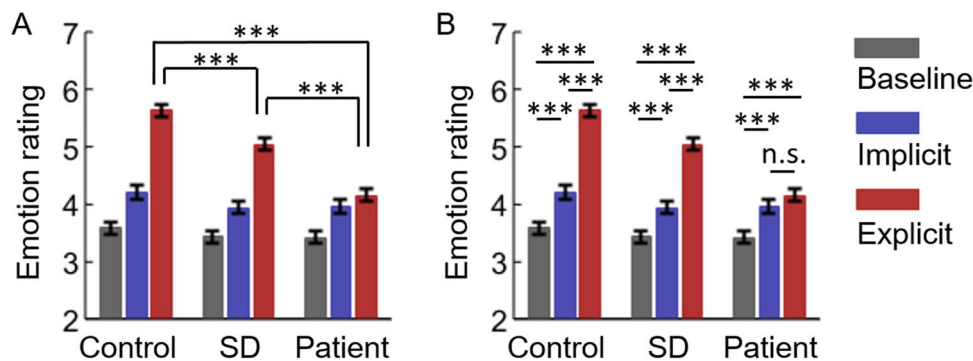 A
Emotion rating
7
6
5
4
3
2
***
***
***
Control SD Patient
B
Emotion rating
7
6
5
4
3
2
*** *** ***
*** *** ***
*** *** n.s.
Control SD Patient
Baseline
Implicit
Explicit